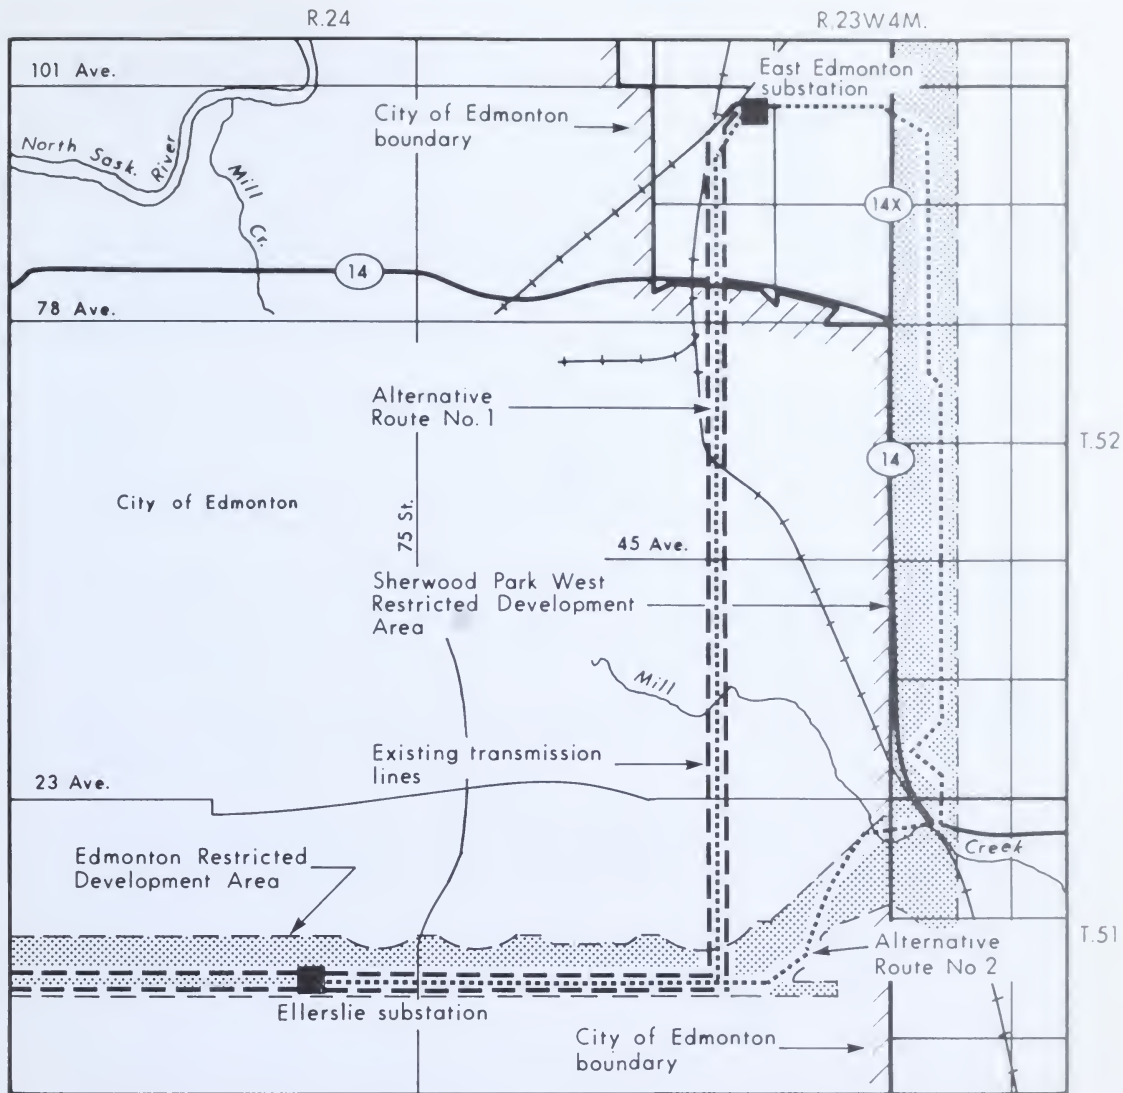 R.24
R.23W4M.
101 Ave.
East Edmonton
substation
City of Edmonton
boundary
North Sask. River
Mill
Cr.
14X
14
78 Ave.
Alternative
Route No. 1
T.52
14
City of Edmonton
75 St.
45 Ave.
Sherwood Park West
Restricted Development
Area
Mill
Existing transmission
lines
23 Ave.
Creek
Edmonton Restricted
Development Area
Alternative
Route No 2
T.51
Ellerslie substation
City of Edmonton
boundary